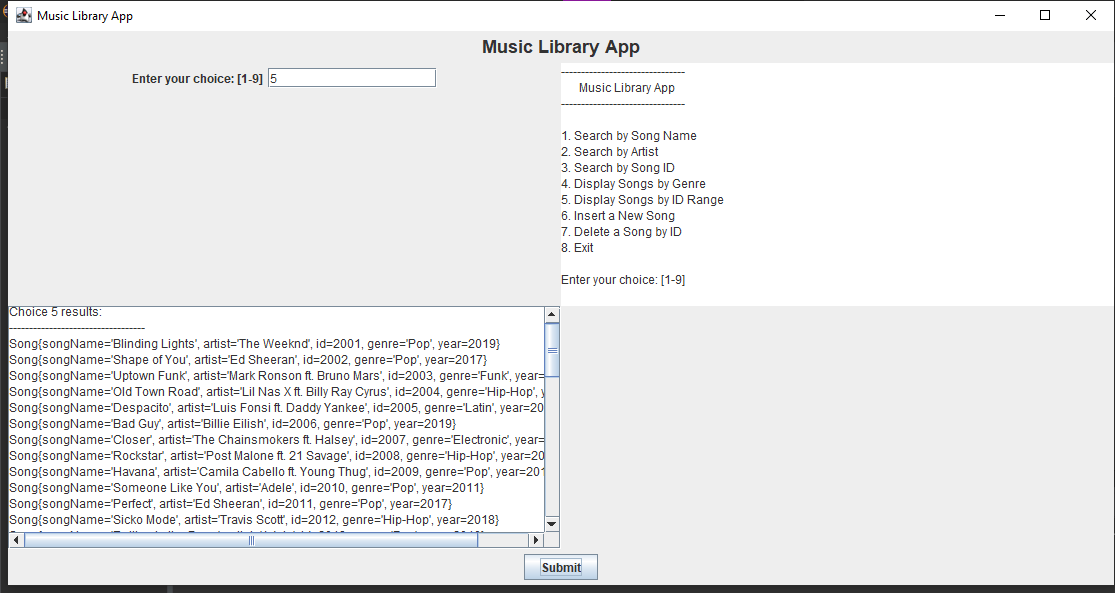 Music Library App
Music Library App
Enter your choice: [1-9] 5
-------------------------------
Music Library App
-------------------------------
1. Search by Song Name
2. Search by Artist
3. Search by Song ID
4. Display Songs by Genre
5. Display Songs by ID Range
6. Insert a New Song
7. Delete a Song by ID
8. Exit
Enter your choice: [1-9]
Choice 5 results:
----------------------------------
Song{songName='Blinding Lights', artist='The Weeknd', id=2001, genre='Pop', year=2019}
Song{songName='Shape of You', artist='Ed Sheeran', id=2002, genre='Pop', year=2017}
Song{songName='Uptown Funk', artist='Mark Ronson ft. Bruno Mars', id=2003, genre='Funk', year=
Song{songName='Old Town Road', artist='Lil Nas X ft. Billy Ray Cyrus', id=2004, genre='Hip-Hop', y
Song{songName='Despacito', artist='Luis Fonsi ft. Daddy Yankee', id=2005, genre='Latin', year=20
Song{songName='Bad Guy', artist='Billie Eilish', id=2006, genre='Pop', year=2019}
Song{songName='Closer', artist='The Chainsmokers ft. Halsey', id=2007, genre='Electronic', year=
Song{songName='Rockstar', artist='Post Malone ft. 21 Savage', id=2008, genre='Hip-Hop', year=20
Song{songName='Havana', artist='Camila Cabello ft. Young Thug', id=2009, genre='Pop', year=201
Song{songName='Someone Like You', artist='Adele', id=2010, genre='Pop', year=2011}
Song{songName='Perfect', artist='Ed Sheeran', id=2011, genre='Pop', year=2017}
Song{songName='Sicko Mode', artist='Travis Scott', id=2012, genre='Hip-Hop', year=2018}
Submit